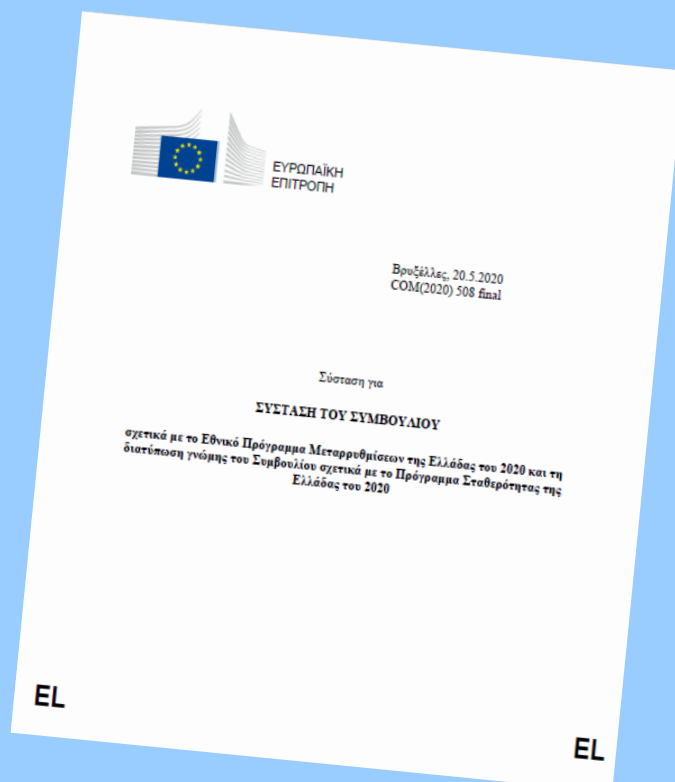 ΕΥΡΩΠΑΪΚΗ
ΕΠΙΤΡΟΠΗ
Βρυξέλλες, 20.5.2020
COM(2020) 508 final
Σύσταση για
ΣΥΣΤΑΣΗ ΤΟΥ ΣΥΜΒΟΥΛΙΟΥ
σχετικά με το Εθνικό Πρόγραμμα Μεταρρυθμίσεων της Ελλάδας του 2020 και τη
διατύπωση γνώμης του Συμβουλίου σχετικά με το Πρόγραμμα Σταθερότητας της
Ελλάδας του 2020
EL
EL